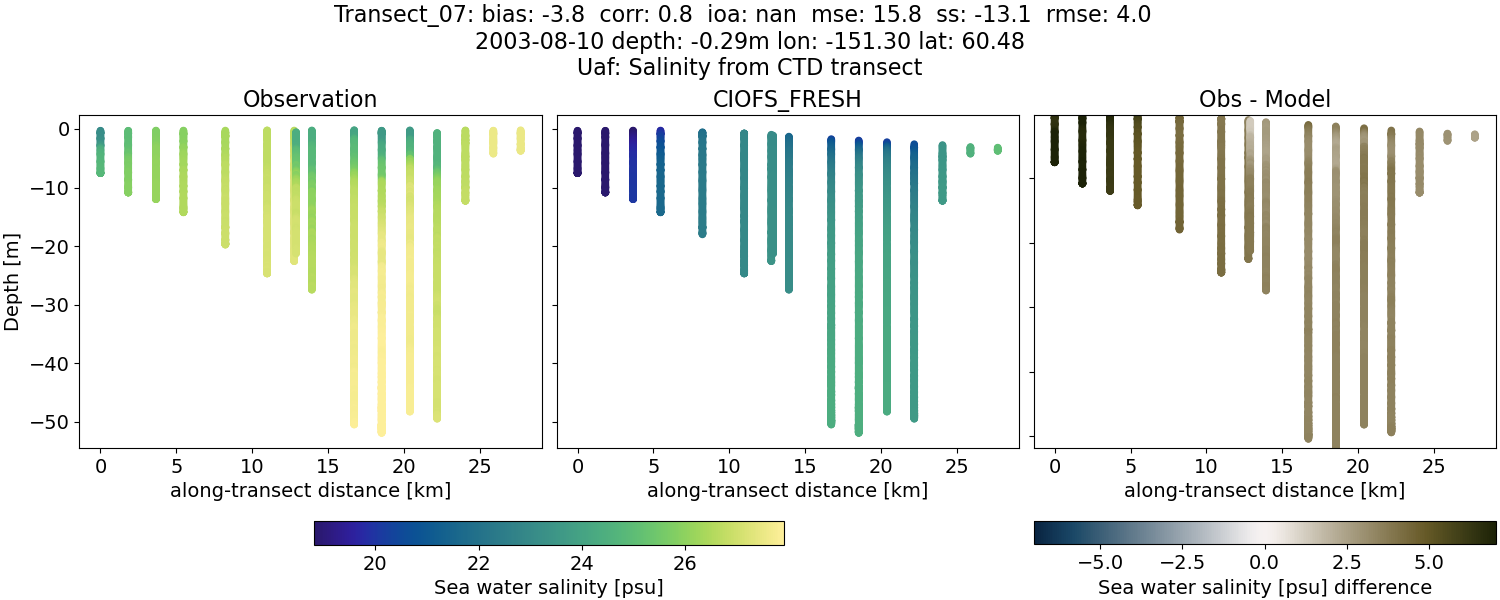 Transect_07: bias: -3.8  corr: 0.8  ioa: nan  mse: 15.8  ss: -13.1  rmse: 4.0
2003-08-10 depth: -0.29m lon: -151.30 lat: 60.48
Uaf: Salinity from CTD transect
Observation
CIOFS_FRESH
Obs - Model
Depth [m]
0
−10
−20
−30
−40
−50
0 5 10 15 20 25
0 5 10 15 20 25
0 5 10 15 20 25
along-transect distance [km]
along-transect distance [km]
along-transect distance [km]
20 22 24 26
Sea water salinity [psu]
−5.0 −2.5 0.0 2.5 5.0
Sea water salinity [psu] difference